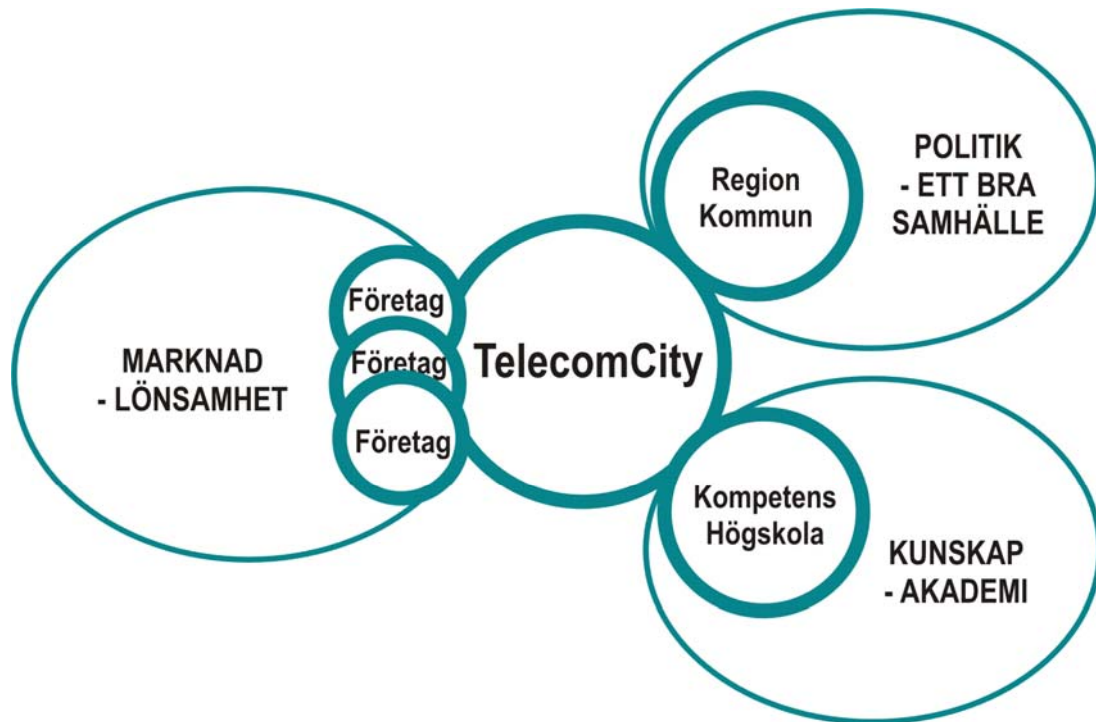 MARKNAD
- LÖNSAMHET
Företag
Företag
Företag
TelecomCity
Region
Kommun
POLITIK
- ETT BRA
SAMHÄLLE
Kompetens
Högskola
KUNSKAP
- AKADEMI